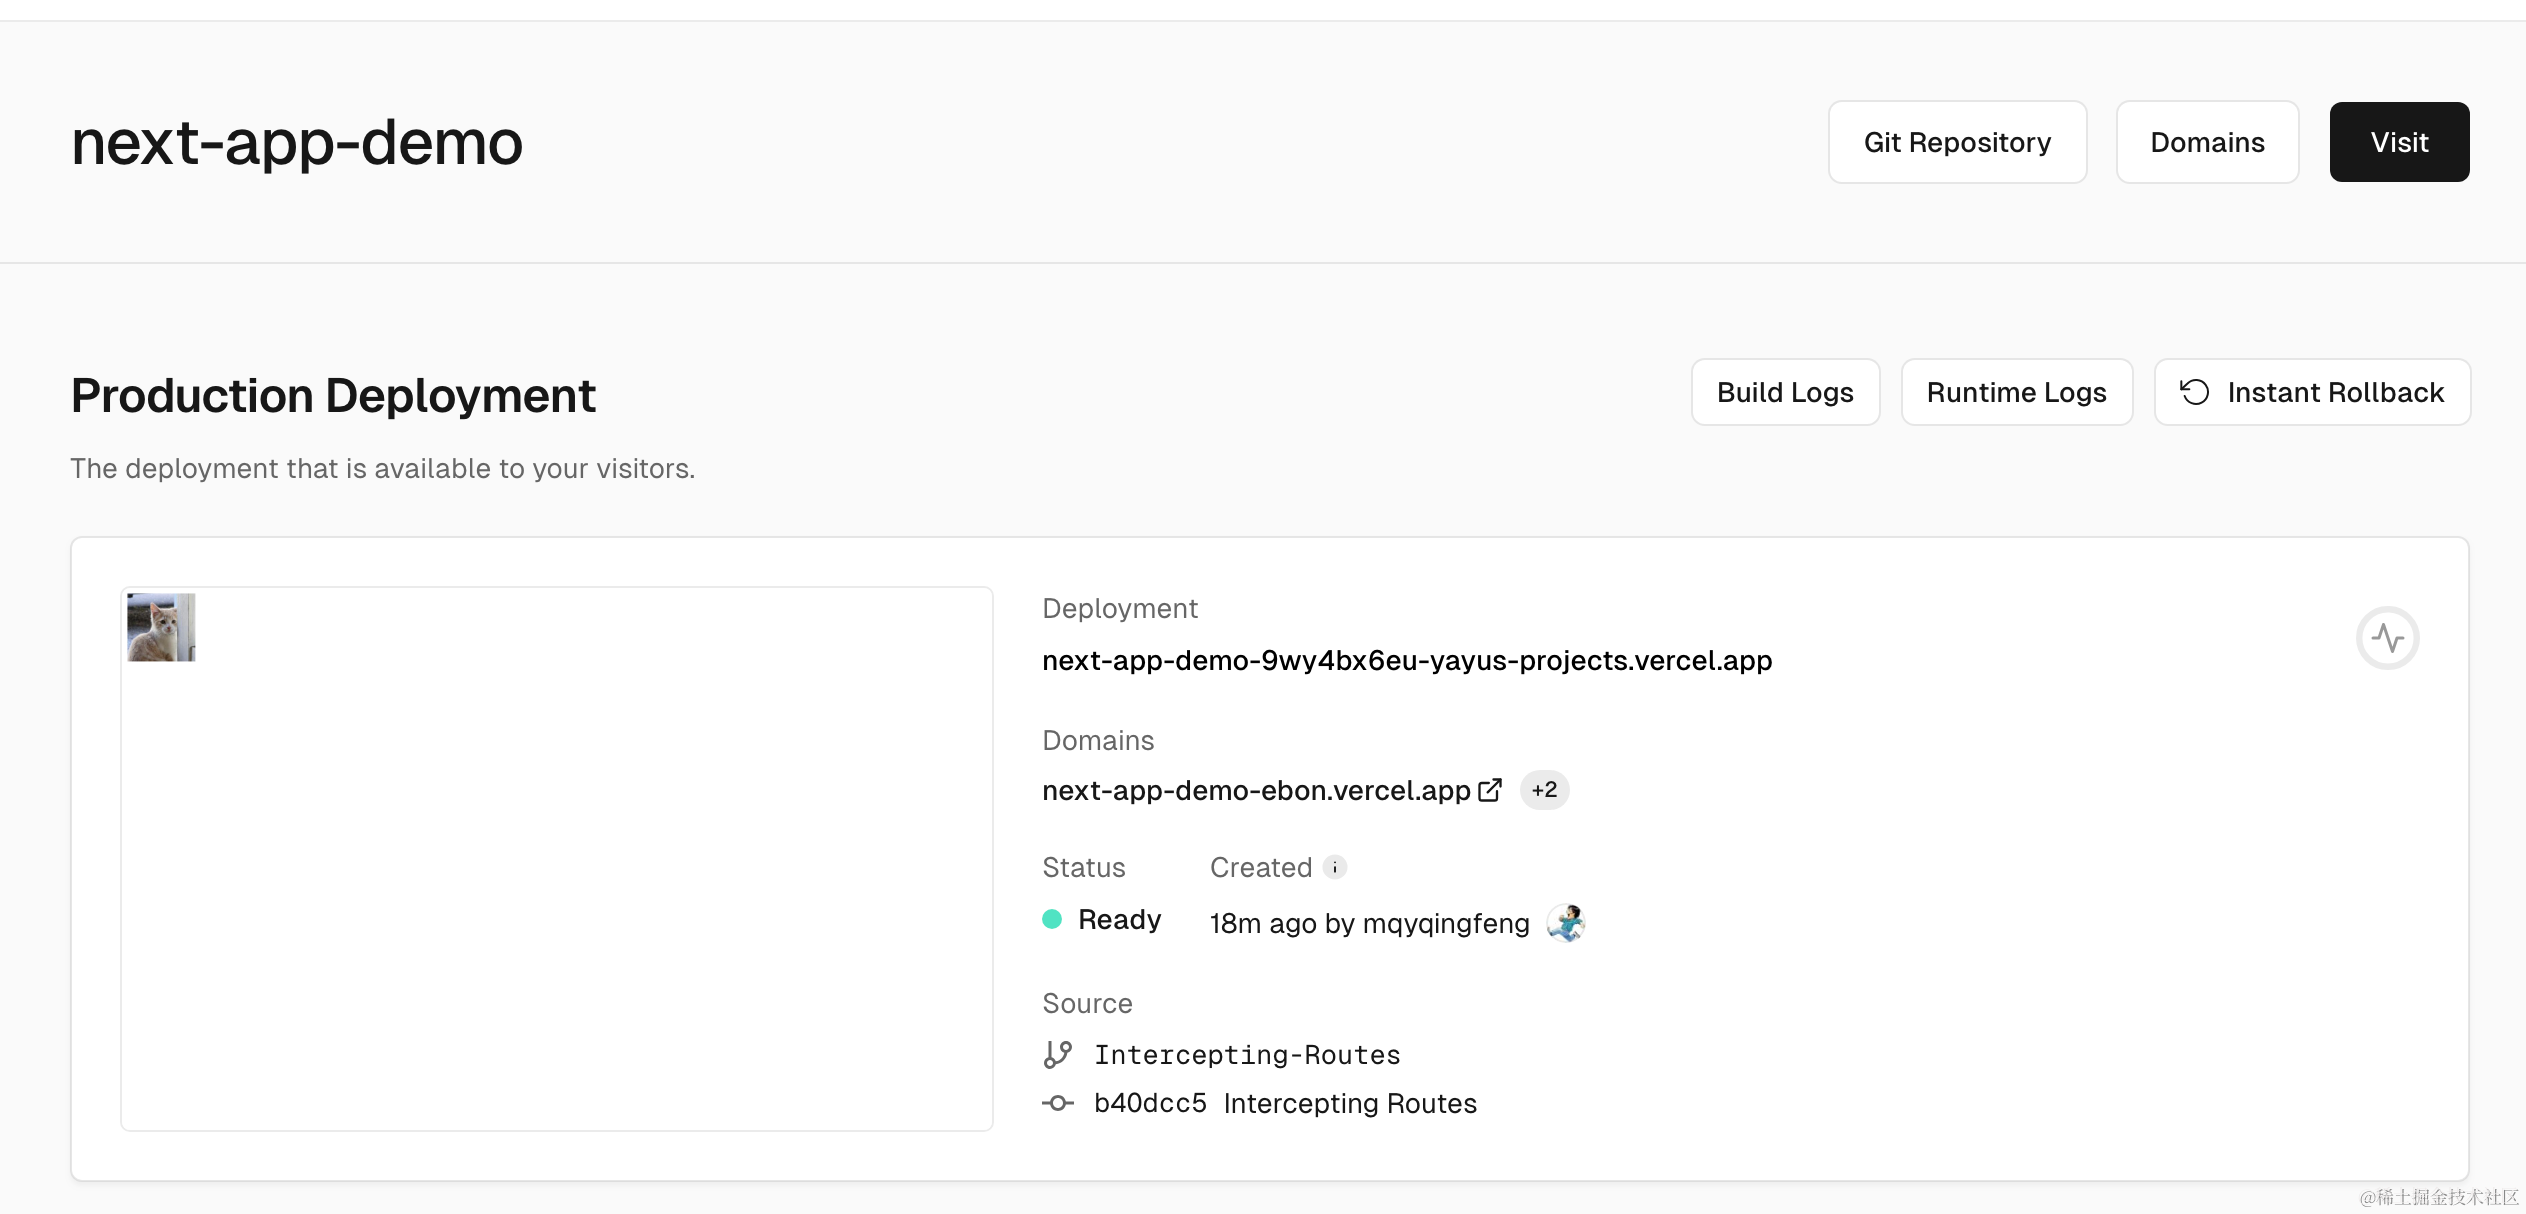 next-app-demo
Git Repository
Domains
Visit
Production Deployment
Build Logs
Runtime Logs
Instant Rollback
The deployment that is available to your visitors.
Deployment
next-app-demo-9wy4bx6eu-yayus-projects.vercel.app
Domains
next-app-demo-ebon.vercel.app +2
Status
Created i
Ready
18m ago by mqyqingfeng
Source
Intercepting-Routes
b40dcc5 Intercepting Routes
@稀土掘金技术社区